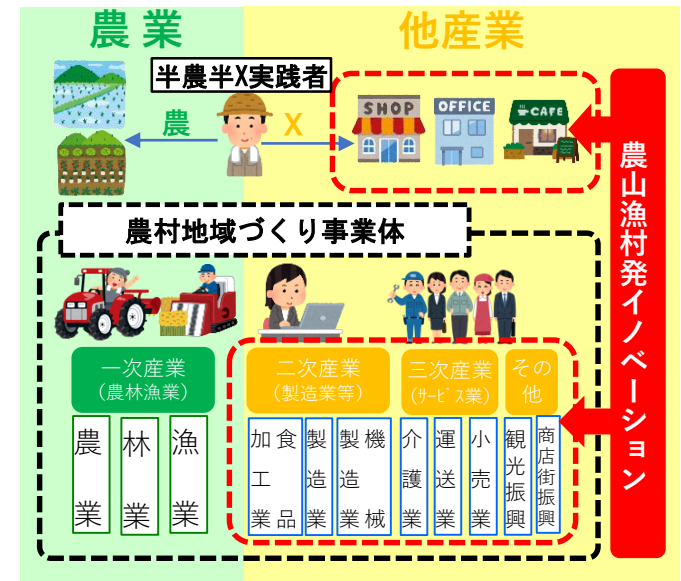 農業
他産業
半農半X実践者
農
X
SHOP
OFFICE
CAFE
農山漁村発イノベーション
農村地域づくり事業体
一次産業
(農林漁業)
二次産業
(製造業等)
三次産業
(サービス業)
その
他
農業
林業
漁業
食品
加工業
製造業
機械
製造業
介護業
運送業
小売業
観光振興
商店街振興